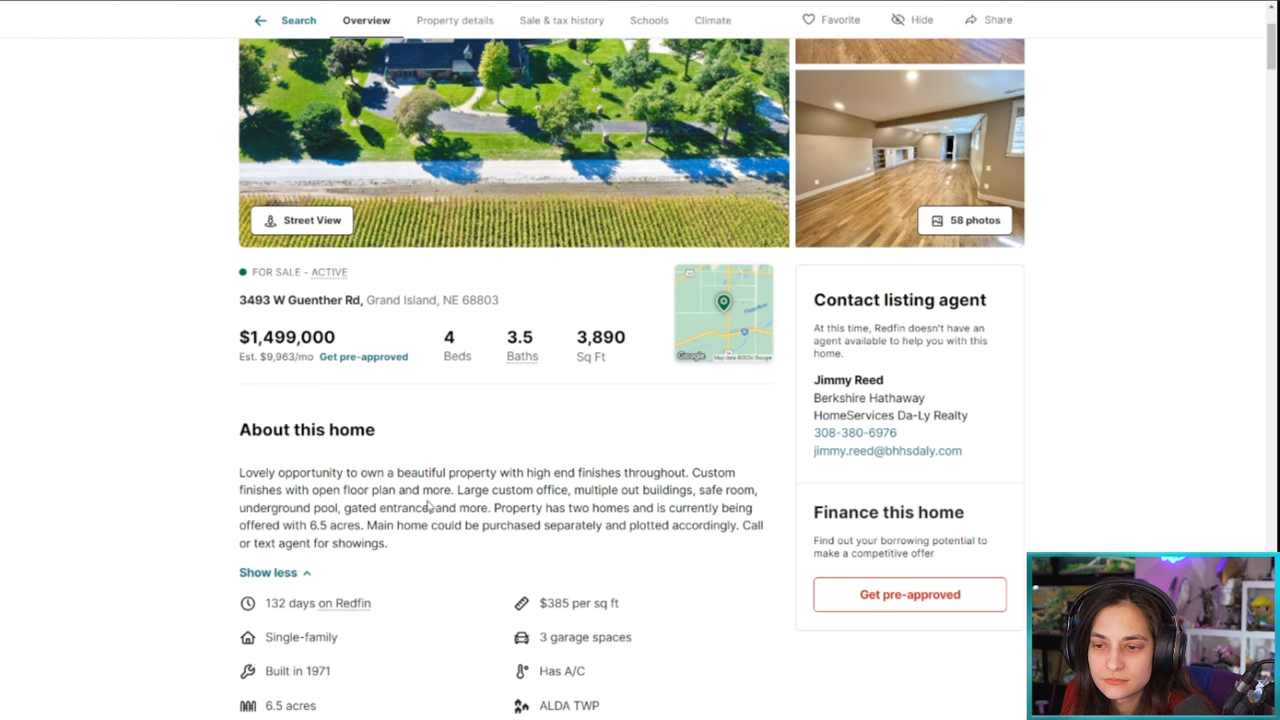 Search
Overview
Property details
Sale & tax history
Schools
Climate
Favorite
Hide
Share
Street View
58 photos
FOR SALE - ACTIVE
3493 W Guenther Rd, Grand Island, NE 68803
$1,499,000
Est. $9,963/mo Get pre-approved
4
Beds
3.5
Baths
3,890
Sq Ft
Google
Map data ©2024 Google
About this home
Lovely opportunity to own a beautiful property with high end finishes throughout. Custom
finishes with open floor plan and more. Large custom office, multiple out buildings, safe room,
underground pool, gated entrance and more. Property has two homes and is currently being
offered with 6.5 acres. Main home could be purchased separately and plotted accordingly. Call
or text agent for showings.
Show less
132 days on Redfin
$385 per sq ft
Single-family
3 garage spaces
Built in 1971
Has A/C
6.5 acres
ALDA TWP
Contact listing agent
At this time, Redfin doesn't have an
agent available to help you with this
home.
Jimmy Reed
Berkshire Hathaway
HomeServices Da-Ly Realty
308-380-6976
jimmy.reed@bhhsdaly.com
Finance this home
Find out your borrowing potential to
make a competitive offer
Get pre-approved